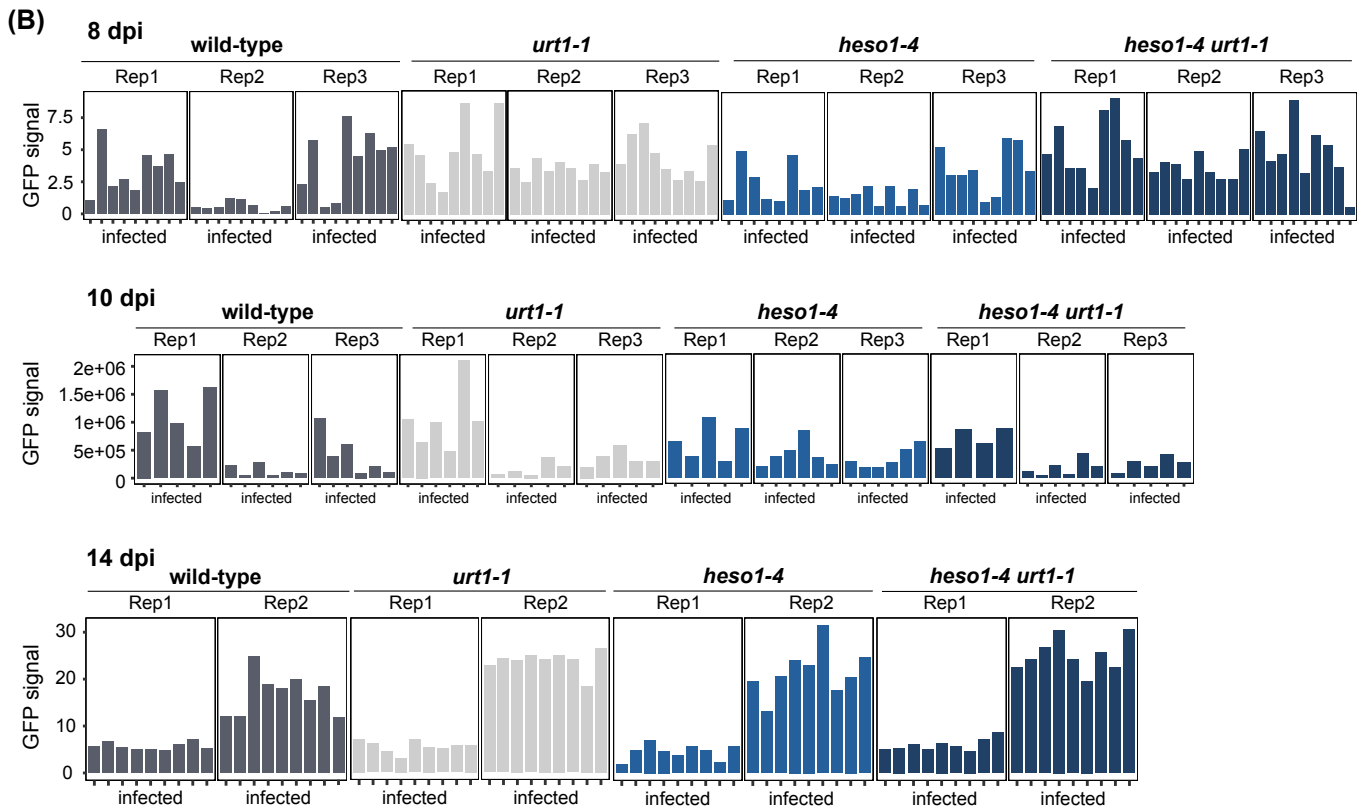 (B)
8 dpi
wild-type urt1-1 heso1-4 heso1-4 urt1-1
Rep1 Rep2 Rep3 Rep1 Rep2 Rep3 Rep1 Rep2 Rep3 Rep1 Rep2 Rep3
GFP signal
7.5
5
2.5
0
infected infected infected infected infected infected infected infected infected infected infected infected
10 dpi
wild-type urt1-1 heso1-4 heso1-4 urt1-1
Rep1 Rep2 Rep3 Rep1 Rep2 Rep3 Rep1 Rep2 Rep3 Rep1 Rep2 Rep3
GFP signal
2e+06
1.5e+06
1e+06
5e+05
0
infected infected infected infected infected infected infected infected infected infected infected infected
14 dpi
wild-type urt1-1 heso1-4 heso1-4 urt1-1
Rep1 Rep2 Rep1 Rep2 Rep1 Rep2 Rep1 Rep2
GFP signal
30
20
10
0
infected infected infected infected infected infected infected infected